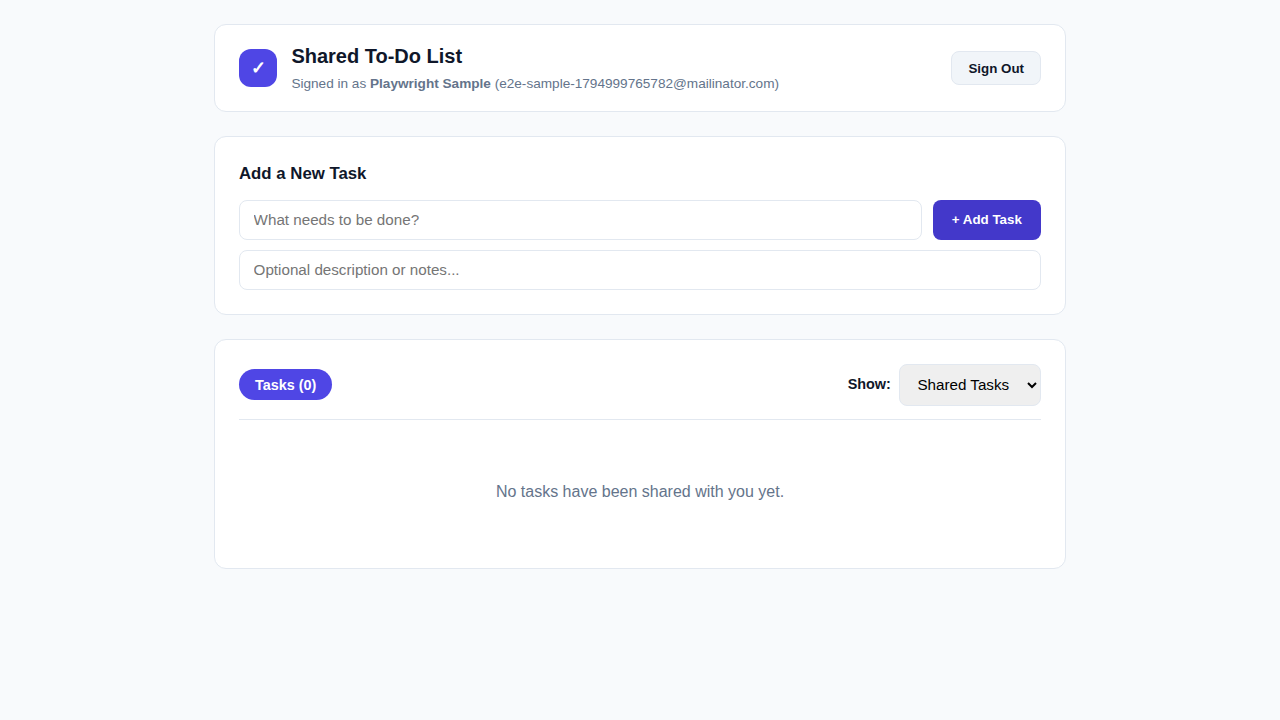 ✓
Shared To-Do List
Signed in as Playwright Sample (e2e-sample-1794999765782@mailinator.com)
Sign Out
Add a New Task
What needs to be done?
+ Add Task
Optional description or notes...
Tasks (0)
Show:
Shared Tasks
No tasks have been shared with you yet.